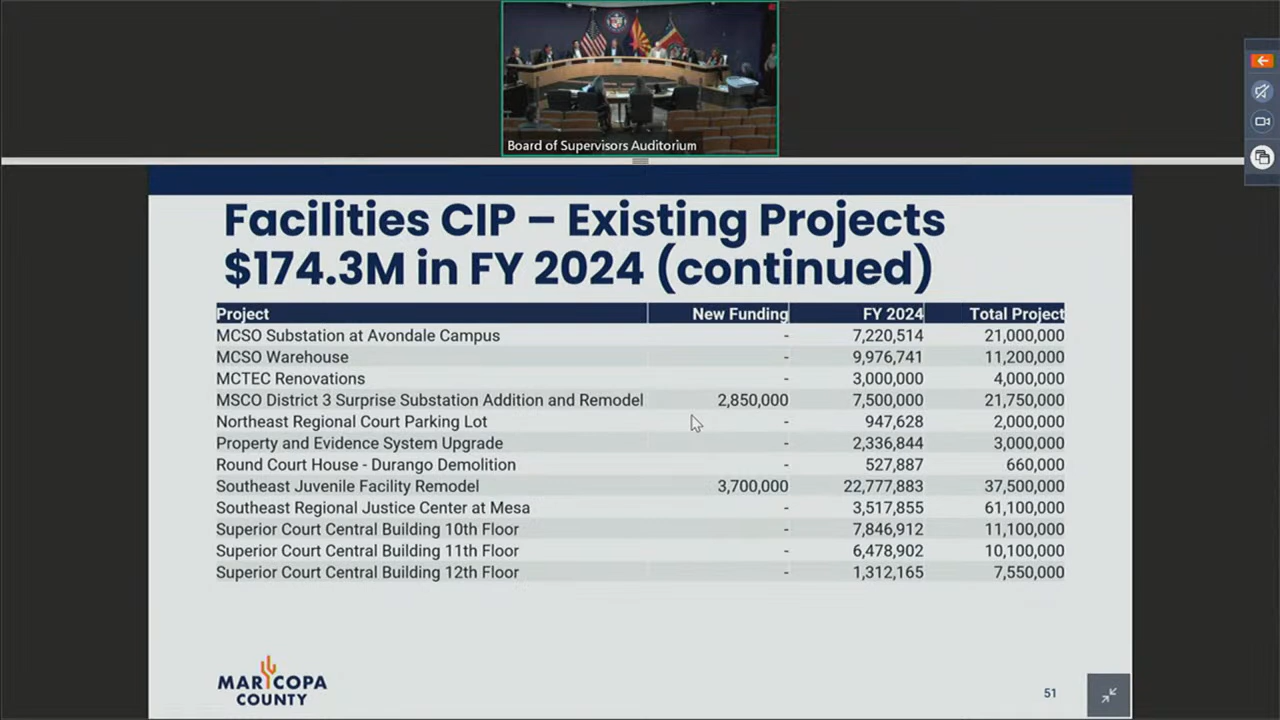 Board of Supervisors Auditorium
Facilities CIP – Existing Projects
$174.3M in FY 2024 (continued)
Project New Funding FY 2024 Total Project
MCSO Substation at Avondale Campus - 7,220,514 21,000,000
MCSO Warehouse - 9,976,741 11,200,000
MCTEC Renovations - 3,000,000 4,000,000
MSCO District 3 Surprise Substation Addition and Remodel 2,850,000 7,500,000 21,750,000
Northeast Regional Court Parking Lot - 947,628 2,000,000
Property and Evidence System Upgrade - 2,336,844 3,000,000
Round Court House - Durango Demolition - 527,887 660,000
Southeast Juvenile Facility Remodel 3,700,000 22,777,883 37,500,000
Southeast Regional Justice Center at Mesa - 3,517,855 61,100,000
Superior Court Central Building 10th Floor - 7,846,912 11,100,000
Superior Court Central Building 11th Floor - 6,478,902 10,100,000
Superior Court Central Building 12th Floor - 1,312,165 7,550,000
MARICOPA
COUNTY
51